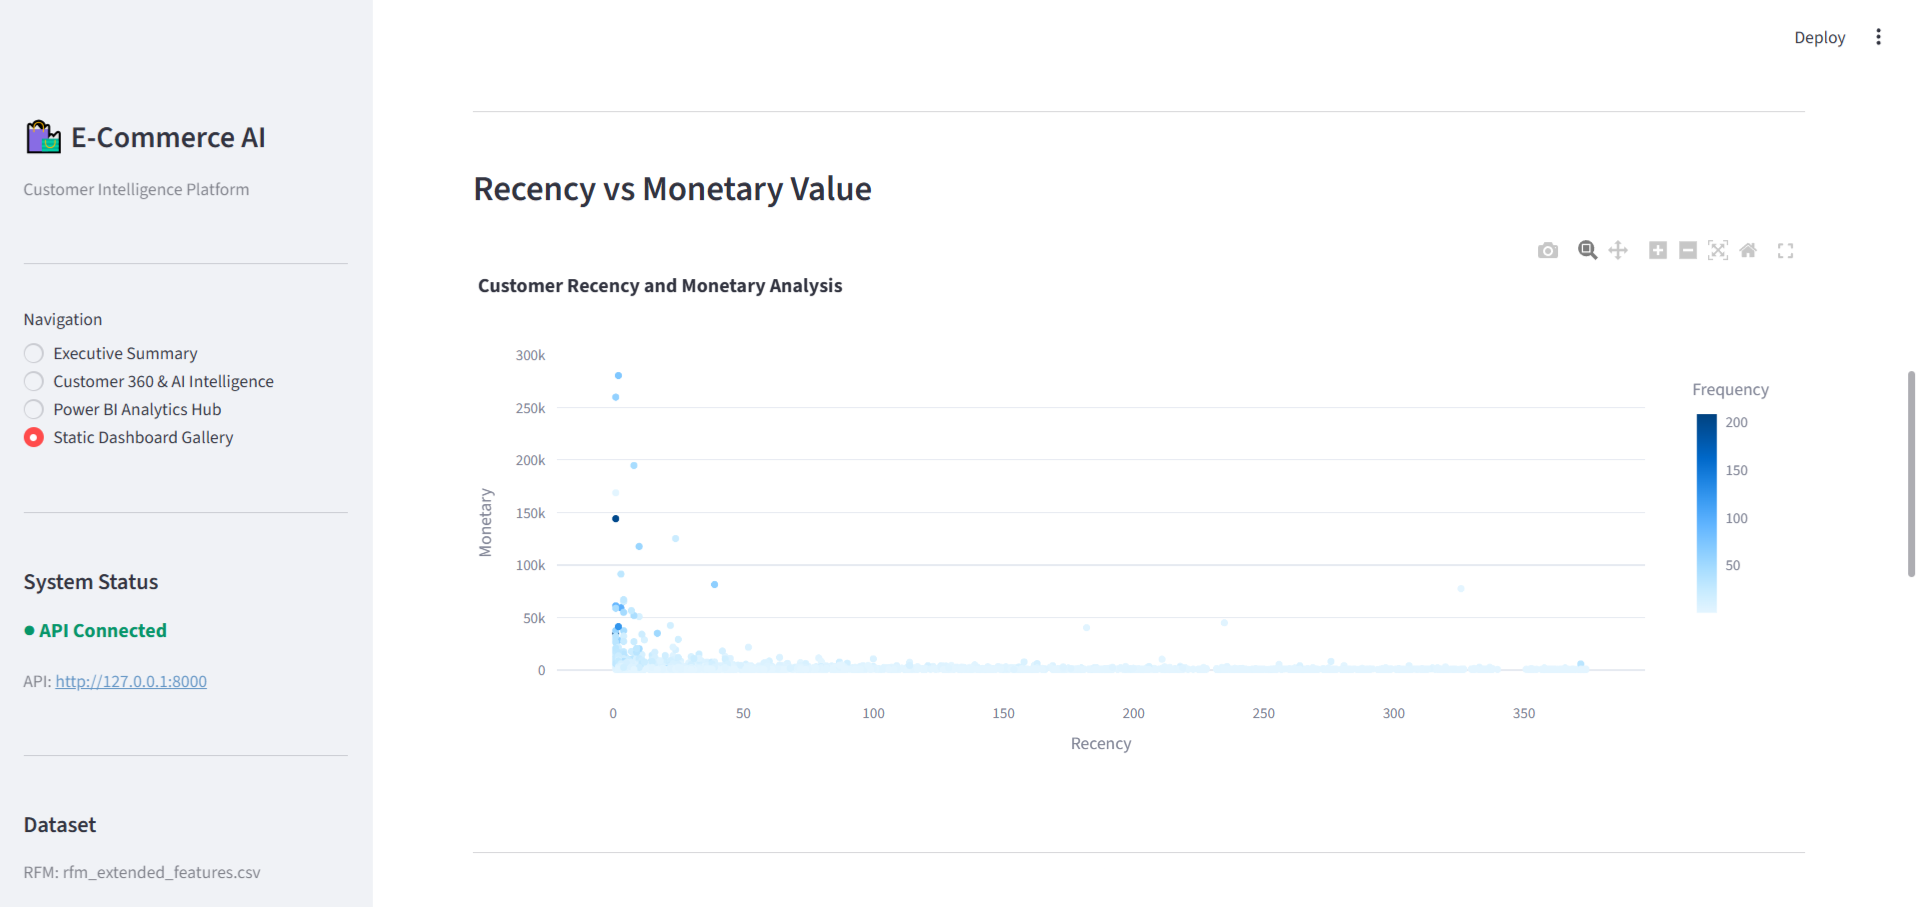 Deploy
E-Commerce AI
Customer Intelligence Platform
Navigation
Executive Summary
Customer 360 & AI Intelligence
Power BI Analytics Hub
Static Dashboard Gallery
System Status
API Connected
API: http://127.0.0.1:8000
Dataset
RFM: rfm_extended_features.csv
Recency vs Monetary Value
Customer Recency and Monetary Analysis
Monetary
300k
250k
200k
150k
100k
50k
0
0 50 100 150 200 250 300 350
Recency
Frequency
200
150
100
50